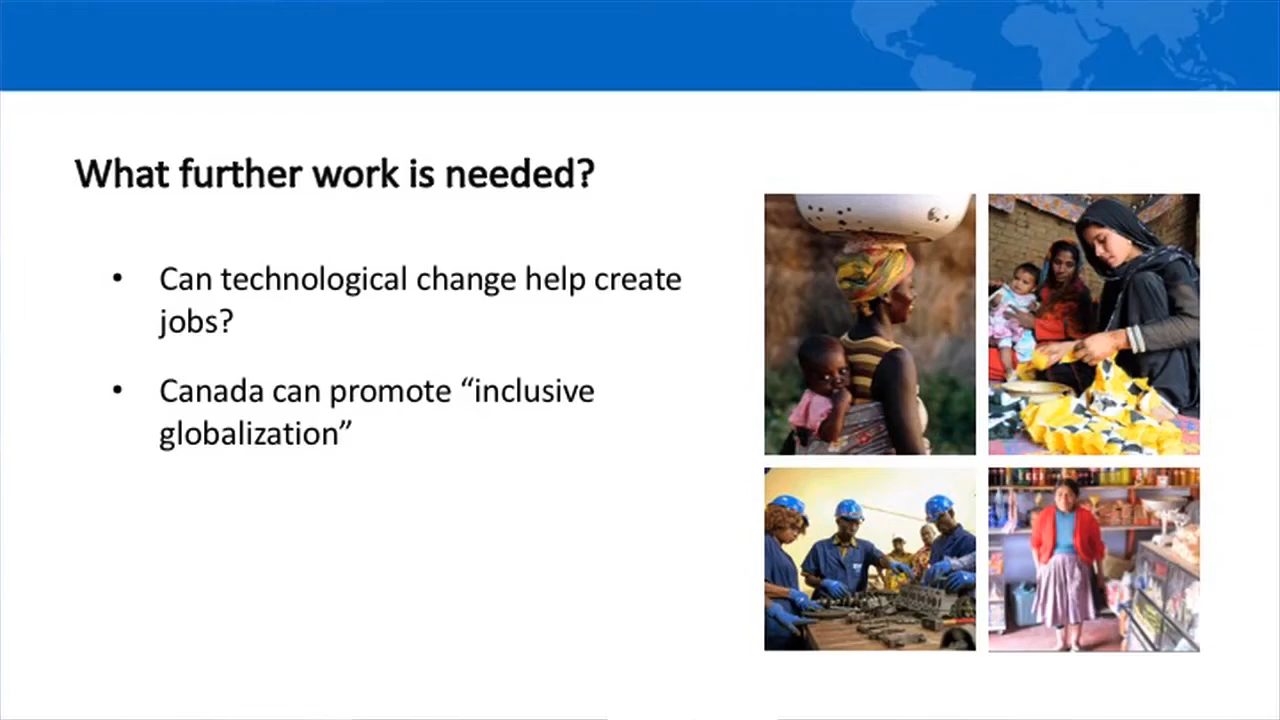 What further work is needed?
• Can technological change help create
jobs?
• Canada can promote “inclusive
globalization”